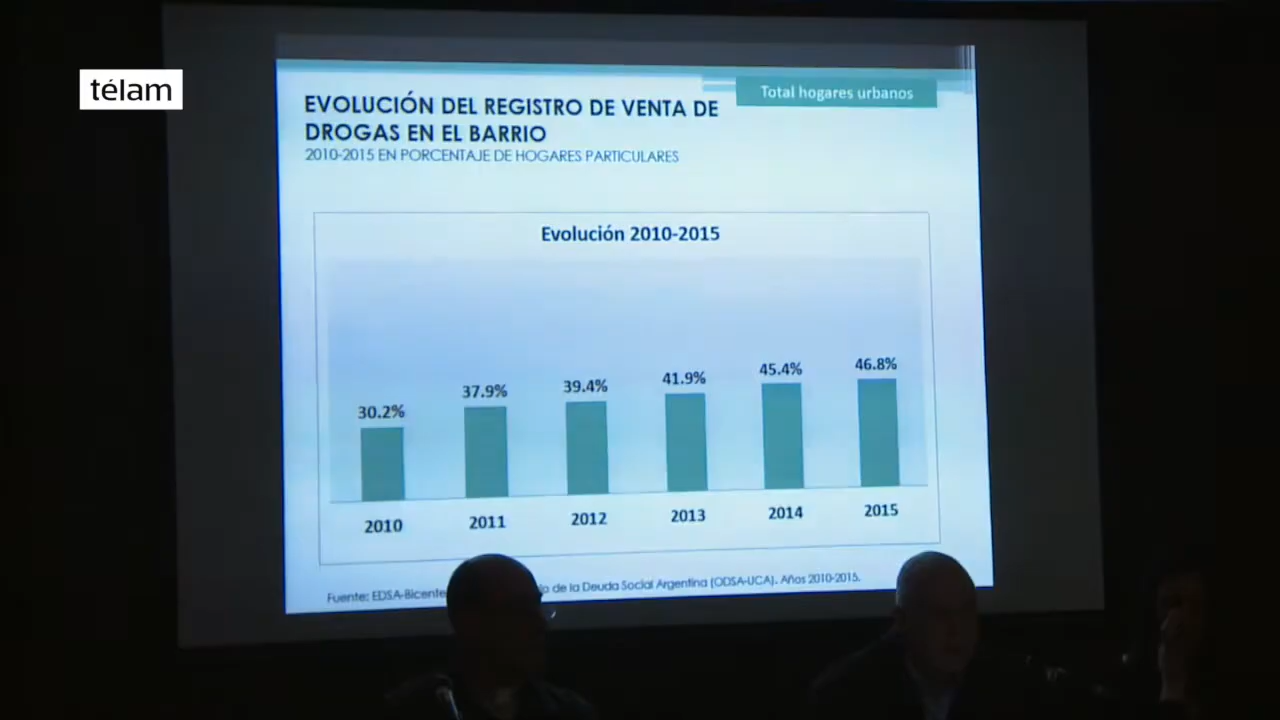 télam
Total hogares urbanos
EVOLUCIÓN DEL REGISTRO DE VENTA DE
DROGAS EN EL BARRIO
2010-2015 EN PORCENTAJE DE HOGARES PARTICULARES
Evolución 2010-2015
30.2% 37.9% 39.4% 41.9% 45.4% 46.8%
2010 2011 2012 2013 2014 2015
Fuente: EDSA-Bicente de la Deuda Social Argentina (ODSA-UCA). Años 2010-2015.